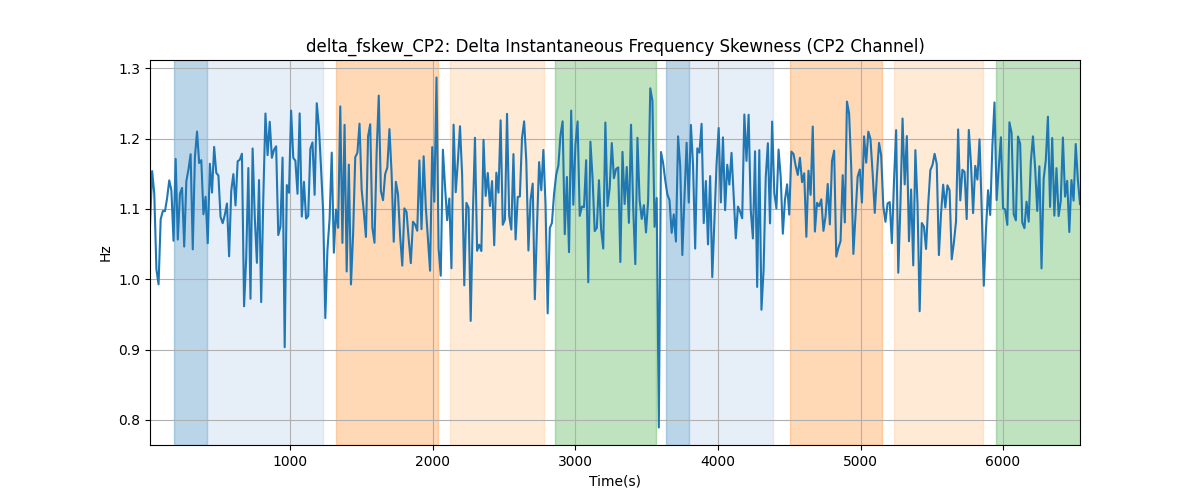 delta_fskew_CP2: Delta Instantaneous Frequency Skewness (CP2 Channel)
1.3
1.2
1.1
1.0
0.9
0.8
Hz
1000 2000 3000 4000 5000 6000
Time(s)